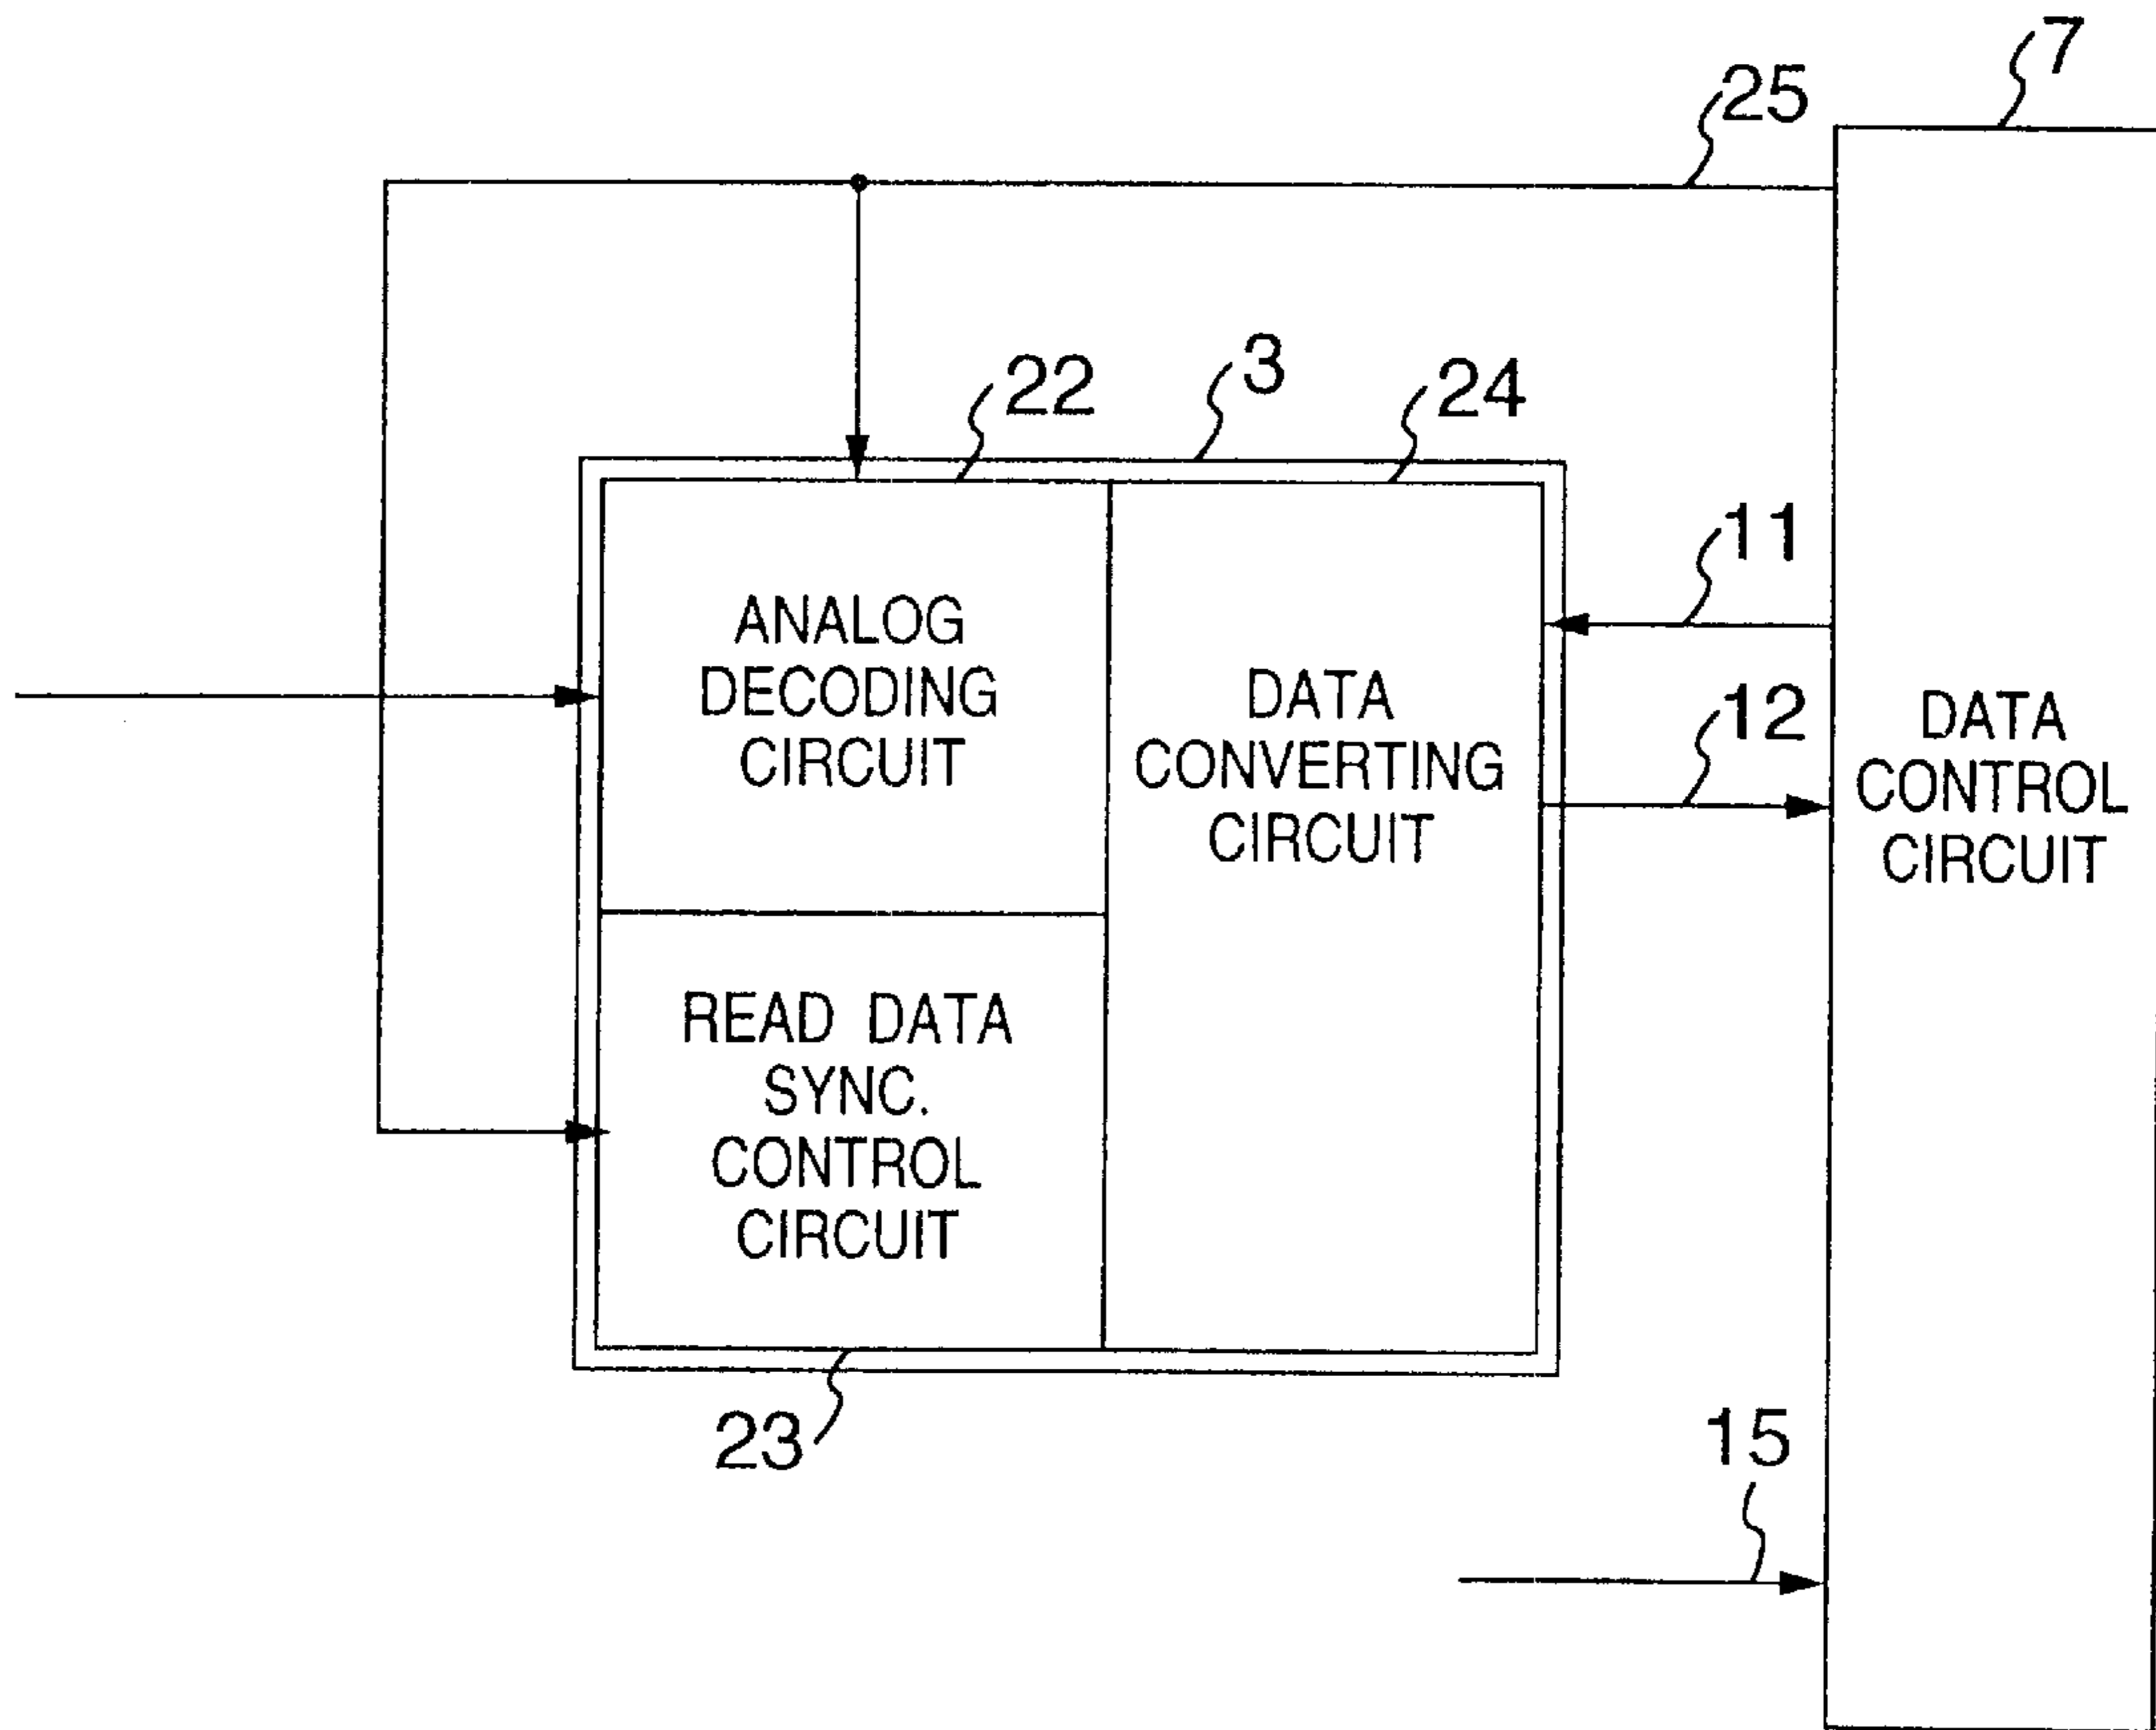 7
25
3
22
24
11
ANALOG
DECODING
CIRCUIT
DATA
CONVERTING
CIRCUIT
12
DATA
CONTROL
CIRCUIT
READ DATA
SYNC.
CONTROL
CIRCUIT
23
15